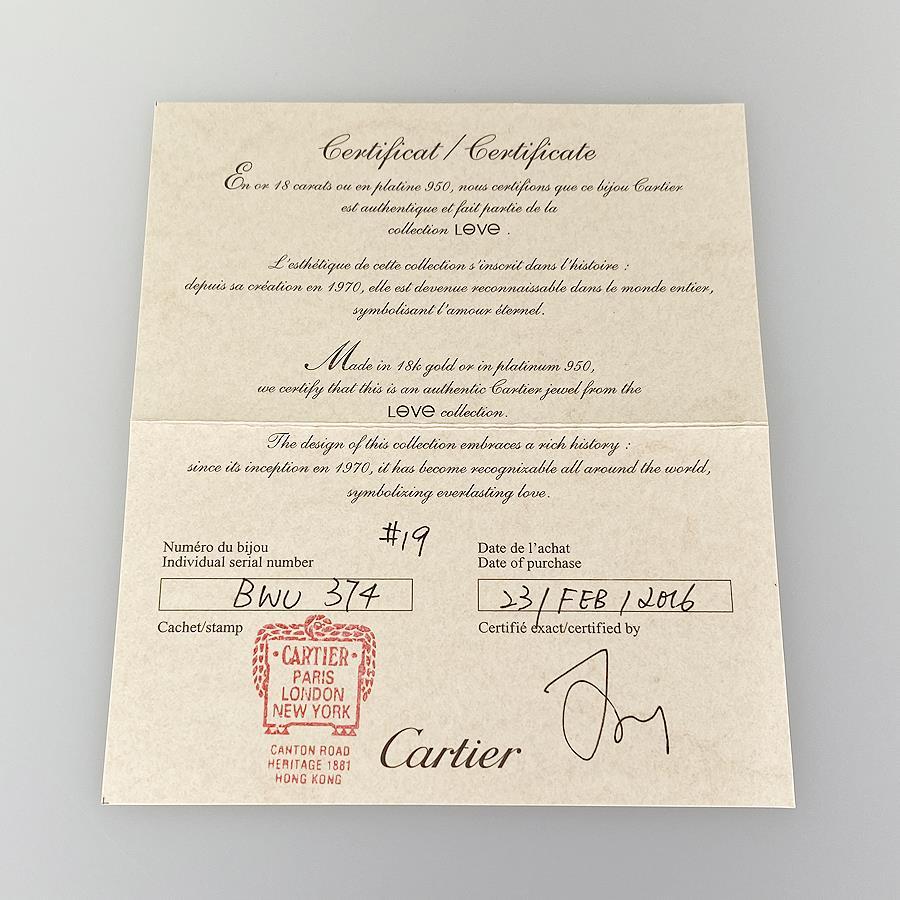 Certificat / Certificate
En or 18 carats ou en platine 950, nous certifions que ce bijou Cartier
est authentique et fait partie de la
collection LOVE .
L'esthétique de cette collection s'inscrit dans l'histoire :
depuis sa création en 1970, elle est devenue reconnaissable dans le monde entier,
symbolisant l'amour éternel.
Made in 18k gold or in platinum 950,
we certify that this is an authentic Cartier jewel from the
LOVE collection.
The design of this collection embraces a rich history :
since its inception en 1970, it has become recognizable all around the world,
symbolizing everlasting love.
#19
Numéro du bijou
Individual serial number
BWU 374
Date de l'achat
Date of purchase
23/FEB/2016
Cachet/stamp
Certifié exact/certified by
CARTIER
PARIS
LONDON
NEW YORK
CANTON ROAD
HERITAGE 1881
HONG KONG
Cartier